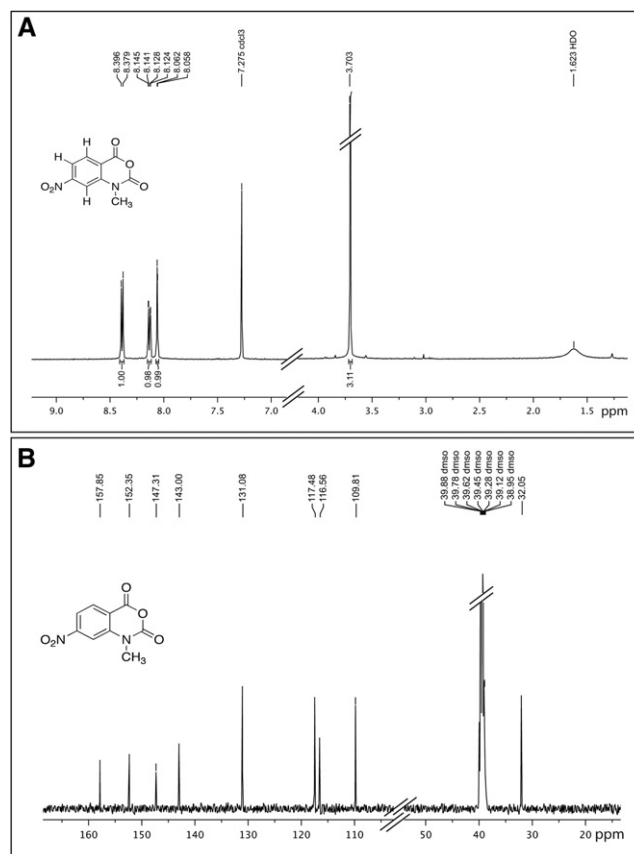 A
8.396
8.379
8.145
8.141
8.128
8.124
8.062
8.058
7.275 cdcl3
3.703
1.623 HDO
H
O
H
O
O2N
N
O
H
CH3
1.00
0.98
0.99
3.11
9.0 8.5 8.0 7.5 7.0 4.0 3.5 3.0 2.5 2.0 1.5 ppm
B
157.85
152.35
147.31
143.00
131.08
117.48
116.56
109.81
39.88 dmso
39.78 dmso
39.62 dmso
39.45 dmso
39.28 dmso
39.12 dmso
38.95 dmso
32.05
O
O
O2N
N
O
CH3
160 150 140 130 120 110 50 40 30 20 ppm